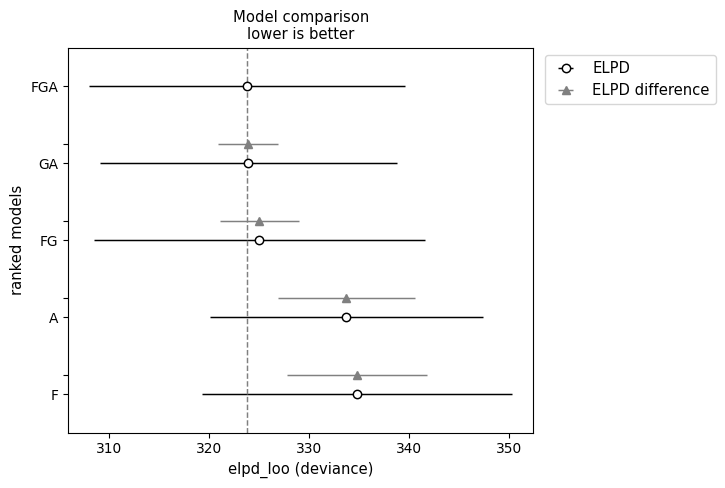 Model comparison
lower is better
ELPD
ELPD difference
FGA
GA
FG
A
F
ranked models
310 320 330 340 350
elpd_loo (deviance)